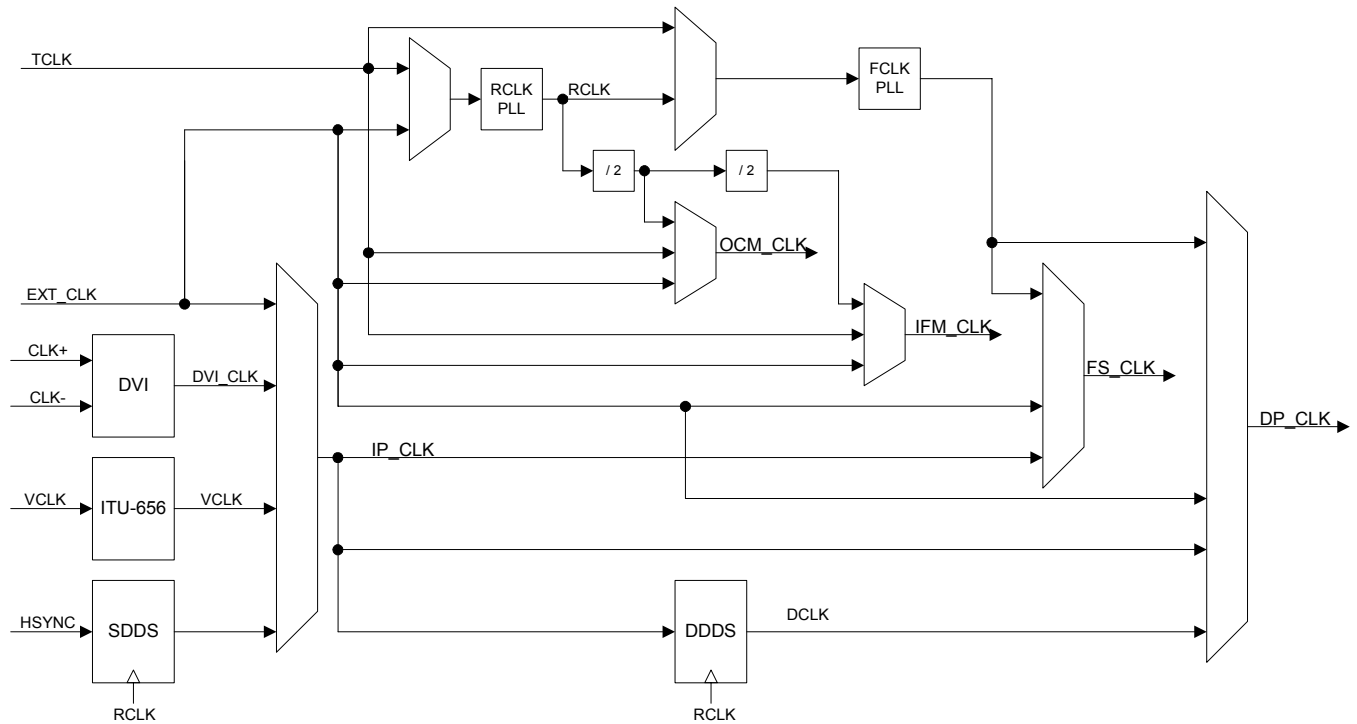 TCLK
RCLK
PLL
RCLK
FCLK
PLL
/ 2
/ 2
OCM_CLK
EXT_CLK
IFM_CLK
CLK+
DVI
DVI_CLK
CLK-
FS_CLK
DP_CLK
IP_CLK
VCLK
ITU-656
VCLK
HSYNC
SDDS
DDDS
DCLK
RCLK
RCLK